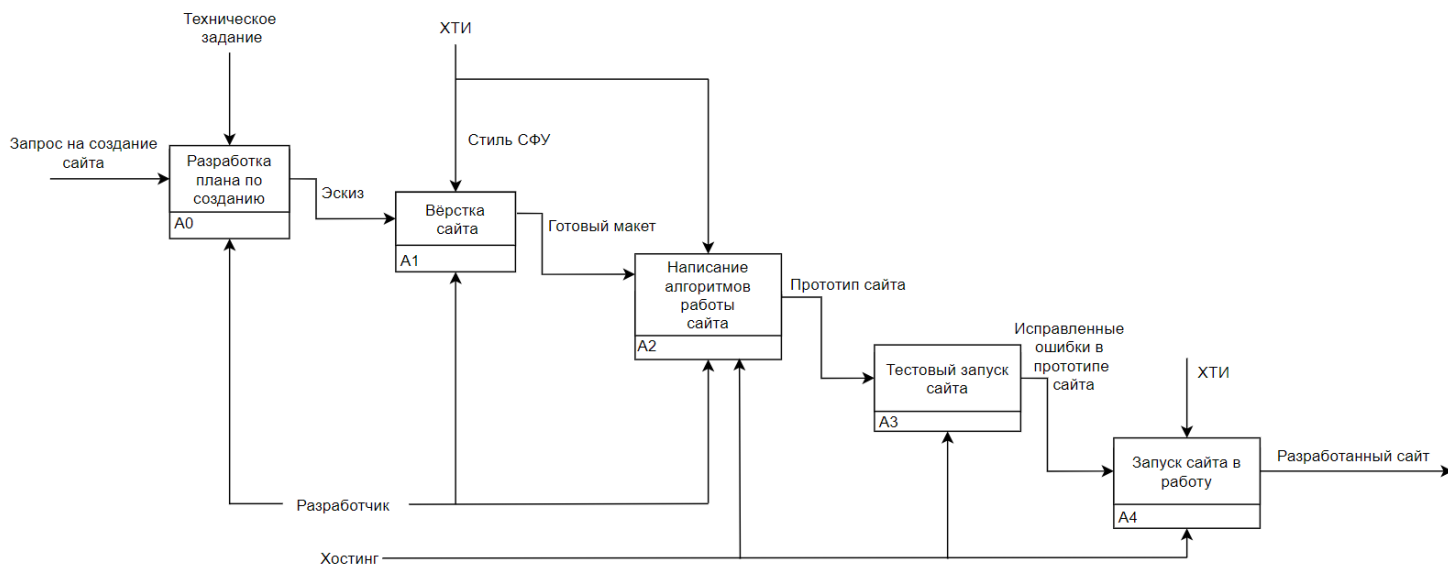 Техническое
задание
ХТИ
Запрос на создание
сайта
Разработка
плана по
созданию
A0
Эскиз
Стиль СФУ
Вёрстка
сайта
A1
Готовый макет
Написание
алгоритмов
работы
сайта
A2
Прототип сайта
Тестовый запуск
сайта
A3
Исправленные
ошибки в
прототипе
сайта
ХТИ
Запуск сайта в
работу
A4
Разработанный сайт
Разработчик
Хостинг